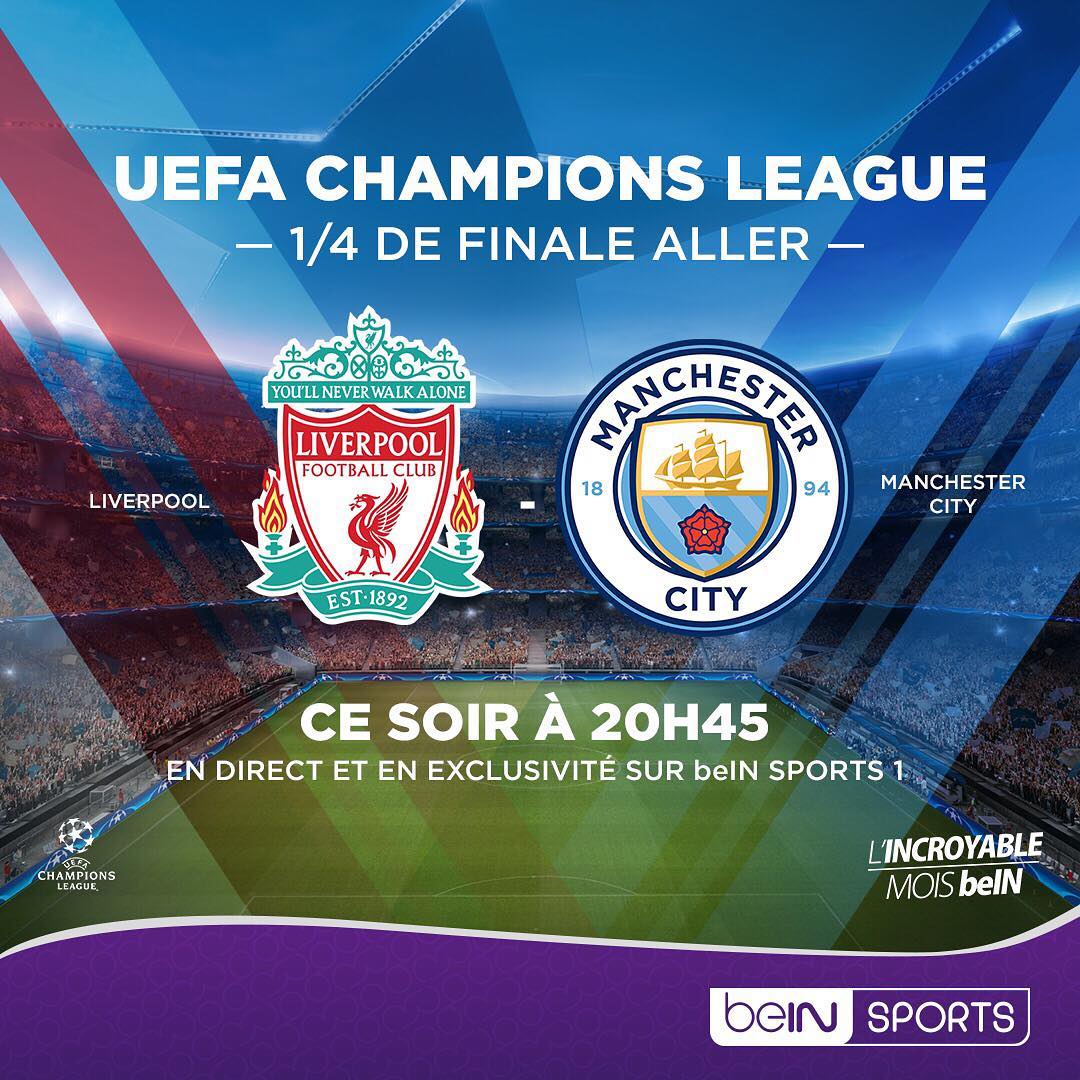 UEFA CHAMPIONS LEAGUE
— 1/4 DE FINALE ALLER —
YOU'LL NEVER WALK ALONE
LIVERPOOL
FOOTBALL CLUB
EST·1892
LIVERPOOL
-
MANCHESTER
18 94
CITY
MANCHESTER
CITY
CE SOIR À 20H45
EN DIRECT ET EN EXCLUSIVITÉ SUR beIN SPORTS 1
UEFA
CHAMPIONS
LEAGUE
L'INCROYABLE
MOIS beIN
beIN SPORTS